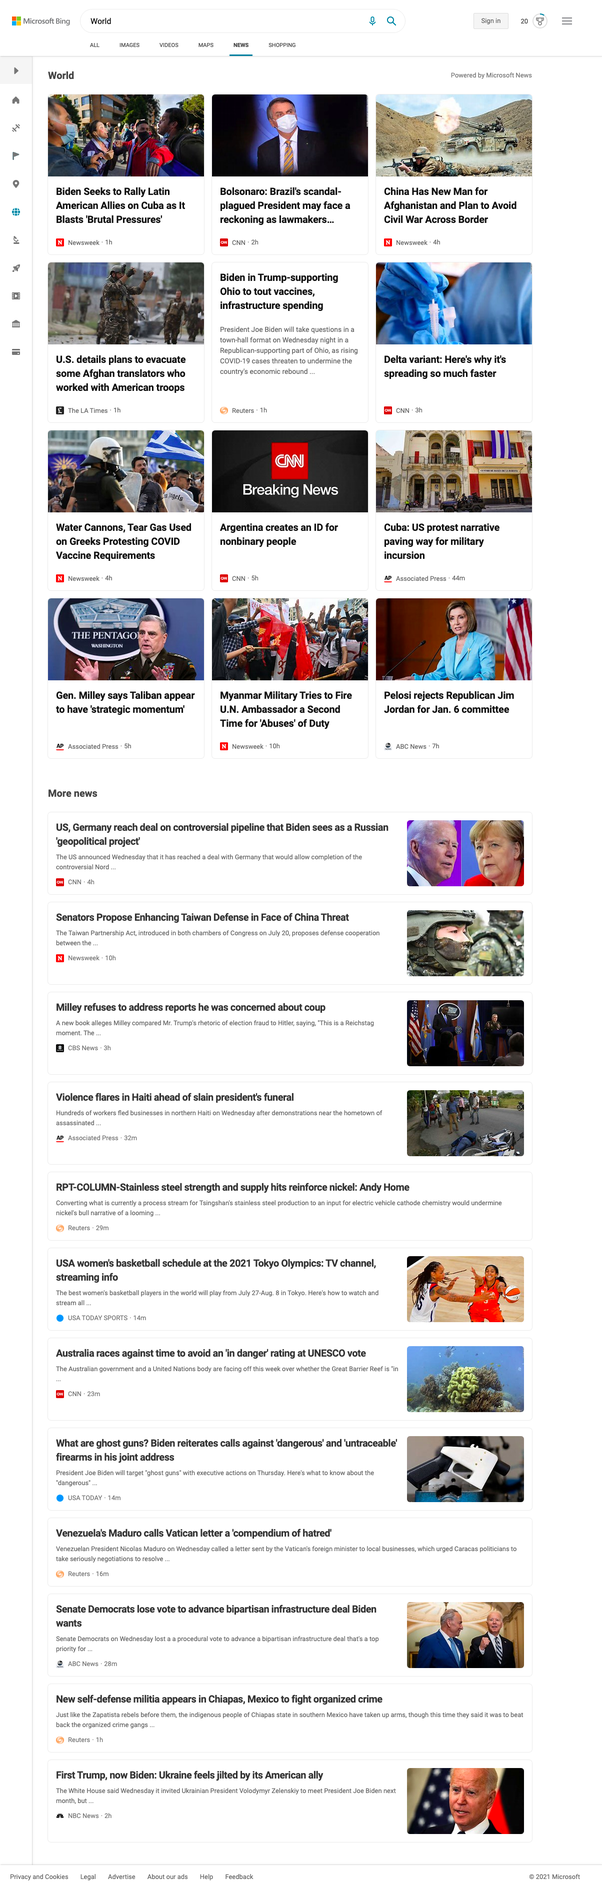 Microsoft Bing
World
Sign in
20
ALL IMAGES VIDEOS MAPS NEWS SHOPPING
World
Powered by Microsoft News
Biden Seeks to Rally Latin
American Allies on Cuba as It
Blasts 'Brutal Pressures'
Newsweek · 1h
Bolsonaro: Brazil's scandal-
plagued President may face a
reckoning as lawmakers...
CNN · 2h
China Has New Man for
Afghanistan and Plan to Avoid
Civil War Across Border
Newsweek · 4h
U.S. details plans to evacuate
some Afghan translators who
worked with American troops
The LA Times · 1h
Biden in Trump-supporting
Ohio to tout vaccines,
infrastructure spending
President Joe Biden will take questions in a
town-hall format on Wednesday night in a
Republican-supporting part of Ohio, as rising
COVID-19 cases threaten to undermine the
country's economic rebound ...
Reuters · 1h
Delta variant: Here's why it's
spreading so much faster
CNN · 3h
Water Cannons, Tear Gas Used
on Greeks Protesting COVID
Vaccine Requirements
Newsweek · 4h
CNN
Breaking News
Argentina creates an ID for
nonbinary people
CNN · 5h
Cuba: US protest narrative
paving way for military
incursion
AP Associated Press · 44m
THE PENTAGON
WASHINGTON
Gen. Milley says Taliban appear
to have 'strategic momentum'
AP Associated Press · 5h
Myanmar Military Tries to Fire
U.N. Ambassador a Second
Time for 'Abuses' of Duty
Newsweek · 10h
Pelosi rejects Republican Jim
Jordan for Jan. 6 committee
ABC News · 7h
More news
US, Germany reach deal on controversial pipeline that Biden sees as a Russian
'geopolitical project'
The US announced Wednesday that it has reached a deal with Germany that would allow completion of the
controversial Nord ...
CNN · 4h
Senators Propose Enhancing Taiwan Defense in Face of China Threat
The Taiwan Partnership Act, introduced in both chambers of Congress on July 20, proposes defense cooperation
between the ...
Newsweek · 10h
Milley refuses to address reports he was concerned about coup
A new book alleges Milley compared Mr. Trump's rhetoric of election fraud to Hitler, saying, "This is a Reichstag
moment. The ...
CBS News · 3h
Violence flares in Haiti ahead of slain president's funeral
Hundreds of workers fled businesses in northern Haiti on Wednesday after demonstrations near the hometown of
assassinated ...
AP Associated Press · 32m
RPT-COLUMN-Stainless steel strength and supply hits reinforce nickel: Andy Home
Converting what is currently a process stream for Tsingshan's stainless steel production to an input for electric vehicle cathode chemistry would undermine
nickel's bull narrative of a looming ...
Reuters · 29m
USA women's basketball schedule at the 2021 Tokyo Olympics: TV channel,
streaming info
The best women's basketball players in the world will play from July 27-Aug. 8 in Tokyo. Here's how to watch and
stream all ...
USA TODAY SPORTS · 14m
Australia races against time to avoid an 'in danger' rating at UNESCO vote
The Australian government and a United Nations body are facing off this week over whether the Great Barrier Reef is "in
...
CNN · 23m
What are ghost guns? Biden reiterates calls against 'dangerous' and 'untraceable'
firearms in his joint address
President Joe Biden will target "ghost guns" with executive actions on Thursday. Here's what to know about the
"dangerous" ...
USA TODAY · 14m
Venezuela's Maduro calls Vatican letter a 'compendium of hatred'
Venezuelan President Nicolas Maduro on Wednesday called a letter sent by the Vatican's foreign minister to local businesses, which urged Caracas politicians to
take seriously negotiations to resolve ...
Reuters · 16m
Senate Democrats lose vote to advance bipartisan infrastructure deal Biden
wants
Senate Democrats on Wednesday lost a a procedural vote to advance a bipartisan infrastructure deal that's a top
priority for ...
ABC News · 28m
New self-defense militia appears in Chiapas, Mexico to fight organized crime
Just like the Zapatista rebels before them, the indigenous people of Chiapas state in southern Mexico have taken up arms, though this time they said it was to beat
back the organized crime gangs ...
Reuters · 1h
First Trump, now Biden: Ukraine feels jilted by its American ally
The White House said Wednesday it invited Ukrainian President Volodymyr Zelenskiy to meet President Joe Biden next
month, but ...
NBC News · 2h
Privacy and Cookies Legal Advertise About our ads Help Feedback
© 2021 Microsoft